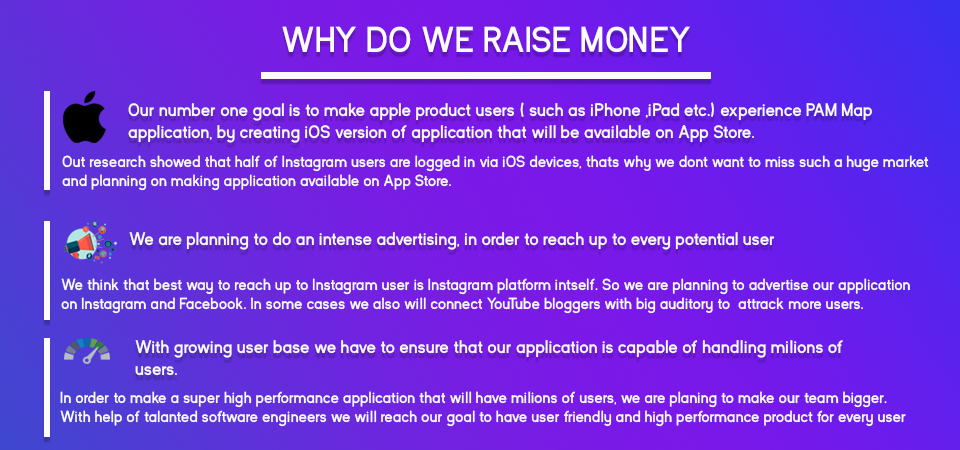 WHY DO WE RAISE MONEY
Our number one goal is to make apple product users ( such as iPhone ,iPad etc.) experience PAM Map
application, by creating iOS version of application that will be available on App Store.
Out research showed that half of Instagram users are logged in via iOS devices, thats why we dont want to miss such a huge market
and planning on making application available on App Store.
We are planning to do an intense advertising, in order to reach up to every potential user
We think that best way to reach up to Instagram user is Instagram platform intself. So we are planning to advertise our application
on Instagram and Facebook. In some cases we also will connect YouTube bloggers with big auditory to attrack more users.
With growing user base we have to ensure that our application is capable of handling milions of
users.
In order to make a super high performance application that will have milions of users, we are planing to make our team bigger.
With help of talanted software engineers we will reach our goal to have user friendly and high performance product for every user